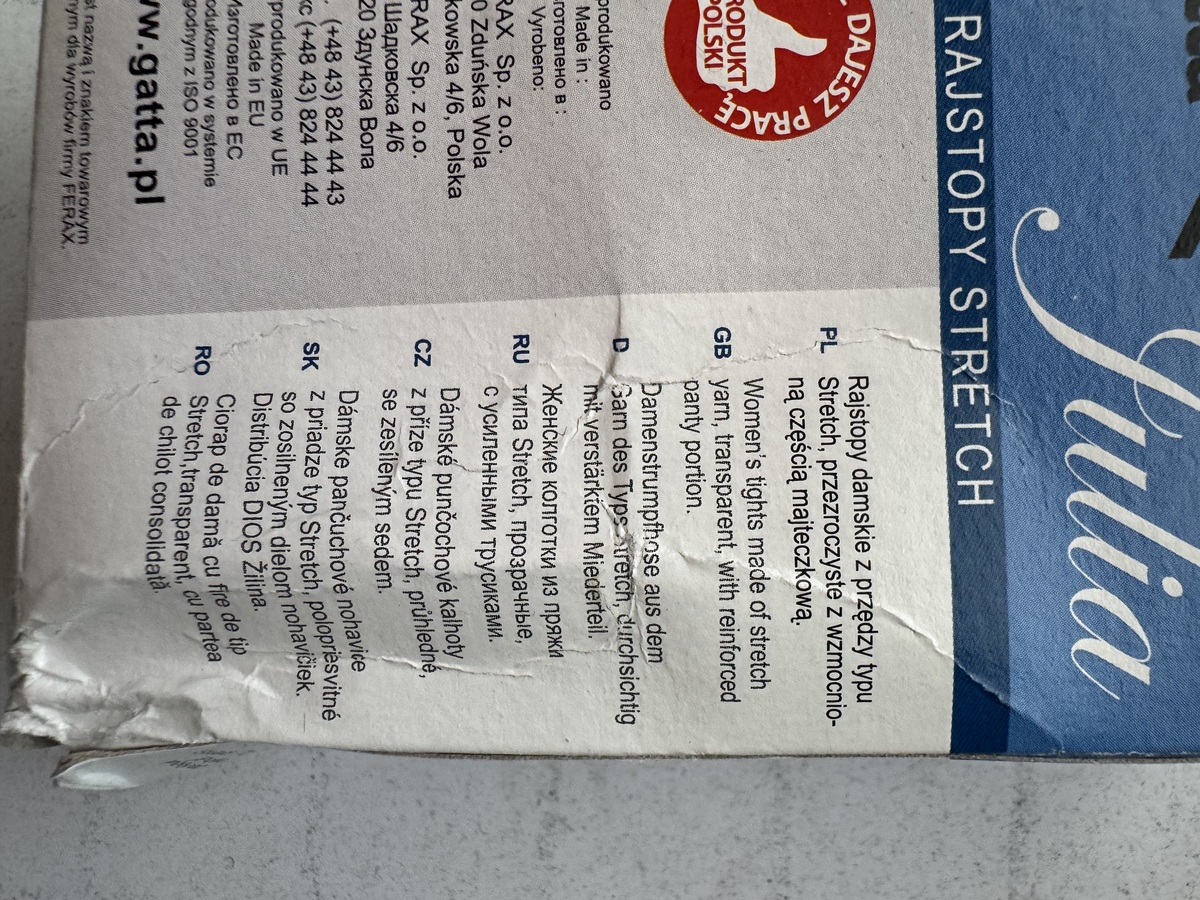 Julia
RAJSTOPY STRETCH
DAJESZ PRACĘ,
PRODUKT
POLSKI
PL Rajstopy damskie z przędzy typu
Stretch, przezroczyste z wzmocnio-
ną częścią majteczkową.
GB Women's tights made of stretch
yarn, transparent, with reinforced
panty portion.
D Damenstrumpfhose aus dem
Garn des Typs Stretch, durchsichtig
mit verstärktem Miederteil.
RU Женские колготки из пряжи
типа Stretch, прозрачные,
с усиленными трусиками.
CZ Dámské punčochové kalhoty
z příze typu Stretch, průhledné,
se zesíleným sedem.
SK Dámske pančuchové nohavice
z priadze typ Stretch, polopriesvitné
so zosilneným dielom nohavičiek.
Distribúcia DIOS Žilina.
RO Ciorap de damă cu fire de tip
Stretch,transparent, cu partea
de chilot consolidată.
produkowano
Made in :
в :
Vyrobeno:
Sp. z o.o.
Zduńska Wola
4/6, Polska
Sp. z o.o.
Шадковска 4/6
20 Здунска Вола
(+48 43) 824 44 43
(+48 43) 824 44 44
produkowano w UE
Made in EU
Изготовлено в ЕС
w systemie
zgodnym z ISO 9001
www.gatta.pl
nazwą i znakiem towarowym
dla wyrobów firmy FERAX.